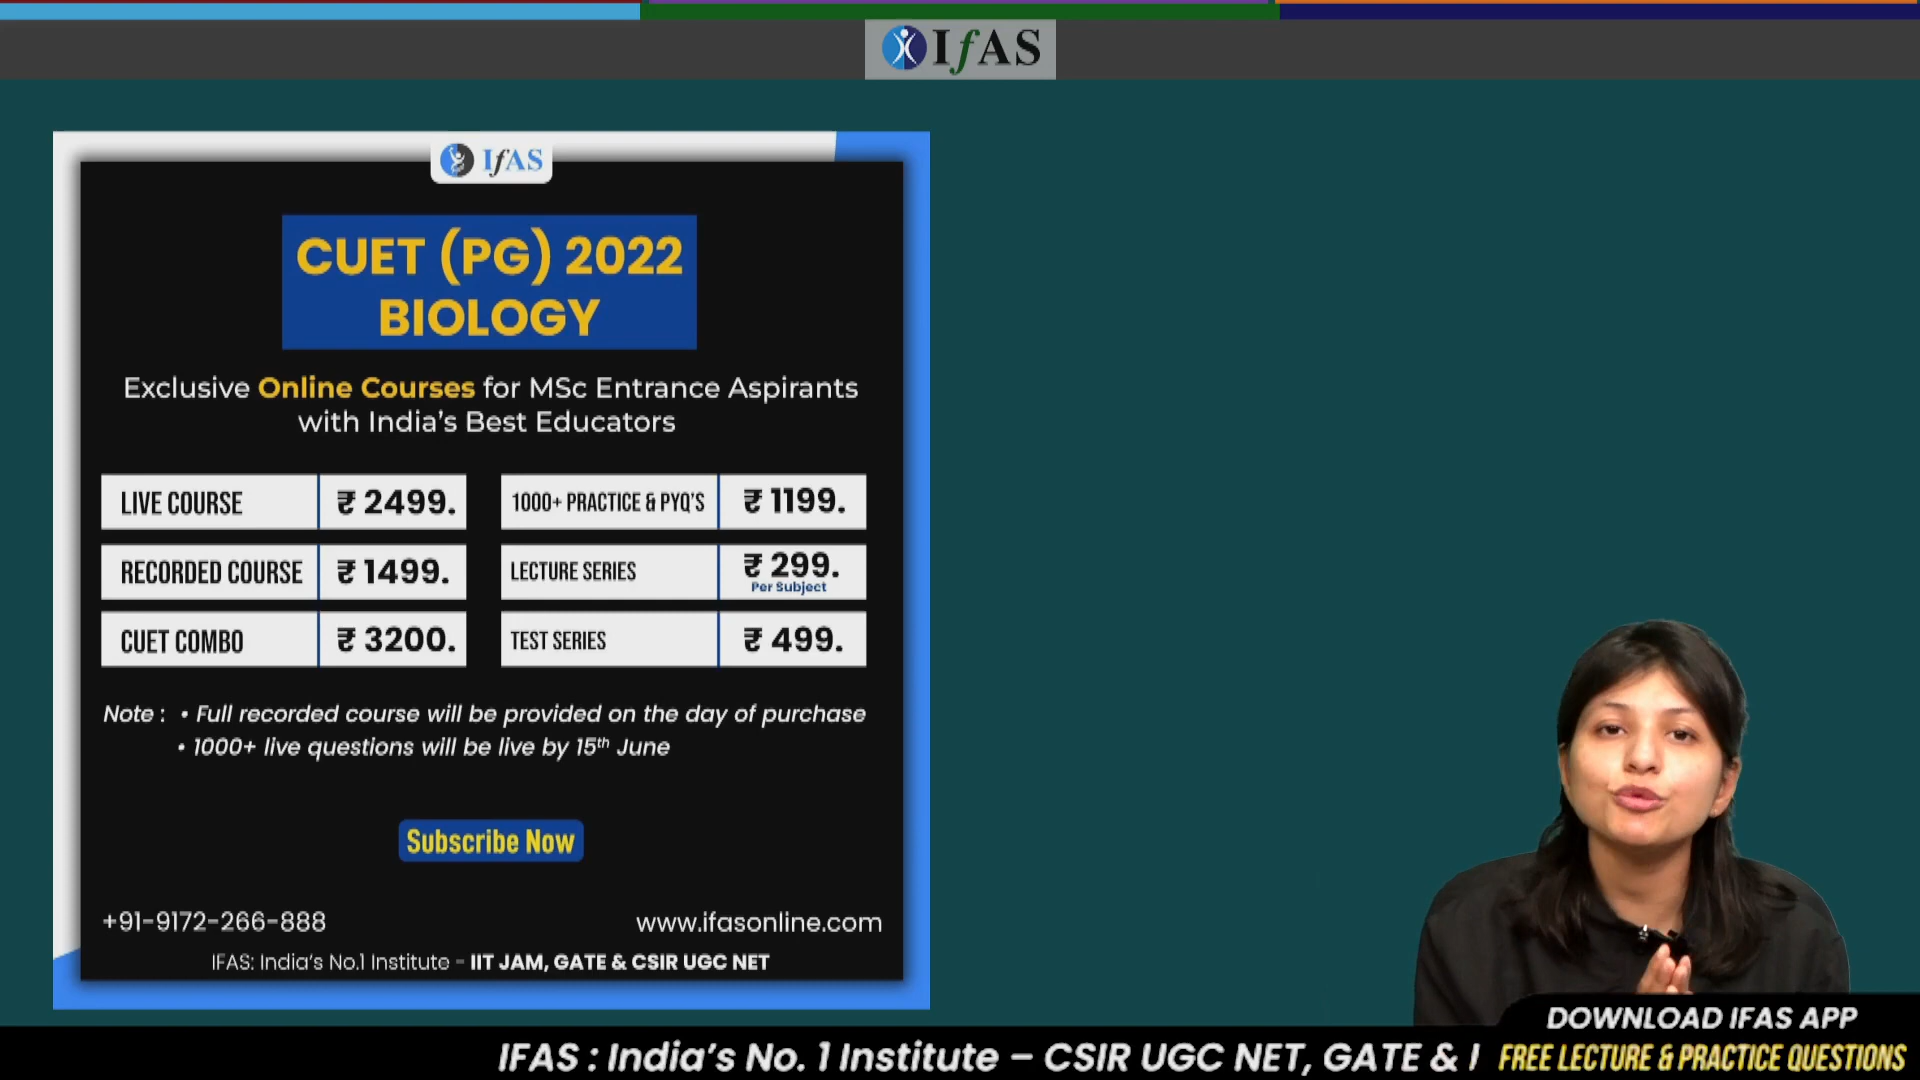 IfAS
IfAS
CUET (PG) 2022
BIOLOGY
Exclusive Online Courses for MSc Entrance Aspirants
with India's Best Educators
LIVE COURSE ₹ 2499.
1000+ PRACTICE & PYQ'S ₹ 1199.
RECORDED COURSE ₹ 1499.
LECTURE SERIES ₹ 299.
Per Subject
CUET COMBO ₹ 3200.
TEST SERIES ₹ 499.
Note : • Full recorded course will be provided on the day of purchase
• 1000+ live questions will be live by 15th June
Subscribe Now
+91-9172-266-888
www.ifasonline.com
IFAS: India's No.1 Institute - IIT JAM, GATE & CSIR UGC NET
DOWNLOAD IFAS APP
IFAS : India's No. 1 Institute – CSIR UGC NET, GATE & I
FREE LECTURE & PRACTICE QUESTIONS